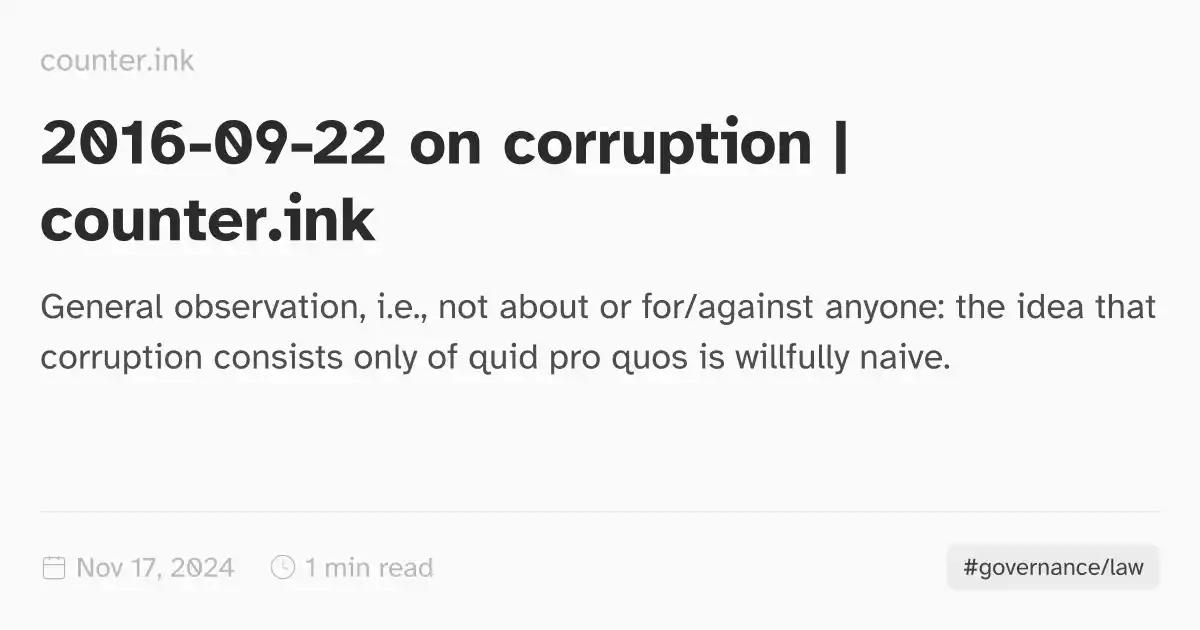 counter.ink
2016-09-22 on corruption |
counter.ink
General observation, i.e., not about or for/against anyone: the idea that
corruption consists only of quid pro quos is willfully naive.
Nov 17, 2024 1 min read
#governance/law